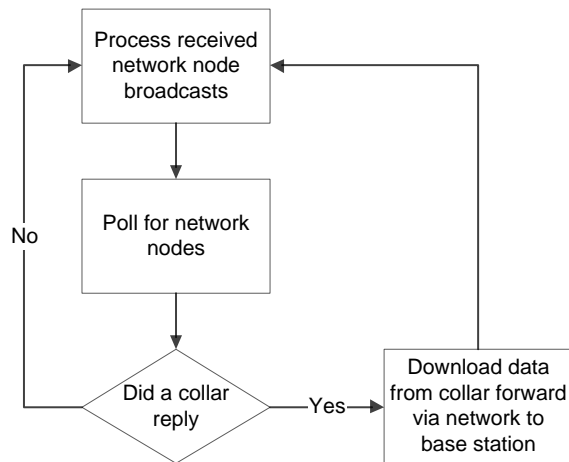 Process received
network node
broadcasts
Poll for network
nodes
No
Did a collar
reply
Yes
Download data
from collar forward
via network to
base station